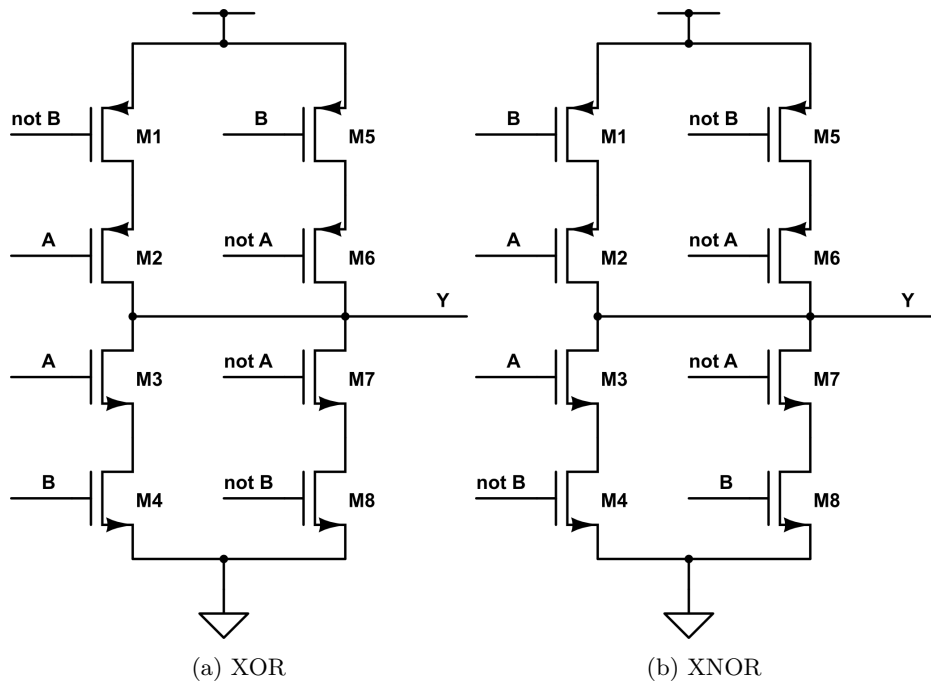 not B M1 B M5 B M1 not B M5
A M2 not A M6 A M2 not A M6
Y Y
A M3 not A M7 A M3 not A M7
B M4 not B M8 not B M4 B M8
(a) XOR (b) XNOR